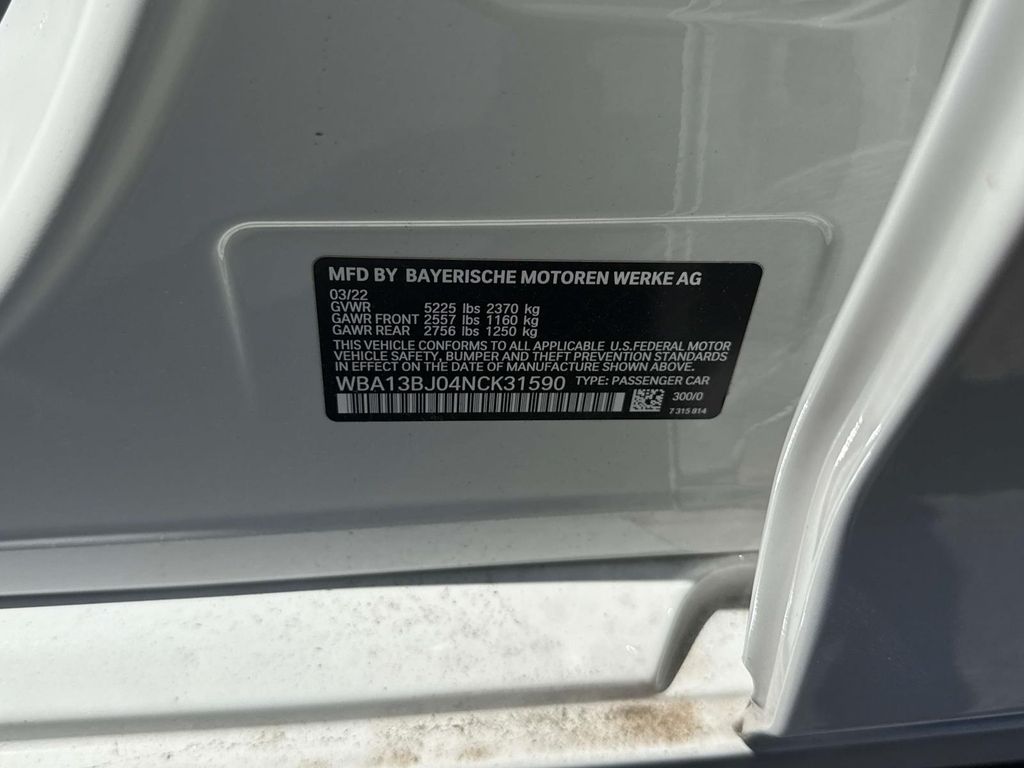 MFD BY BAYERISCHE MOTOREN WERKE AG
03/22
GVWR 5225 lbs 2370 kg
GAWR FRONT 2557 lbs 1160 kg
GAWR REAR 2756 lbs 1250 kg
THIS VEHICLE CONFORMS TO ALL APPLICABLE U.S.FEDERAL MOTOR
VEHICLE SAFETY, BUMPER AND THEFT PREVENTION STANDARDS
IN EFFECT ON THE DATE OF MANUFACTURE SHOWN ABOVE.
WBA13BJ04NCK31590 TYPE: PASSENGER CAR
300/0
7 315 814